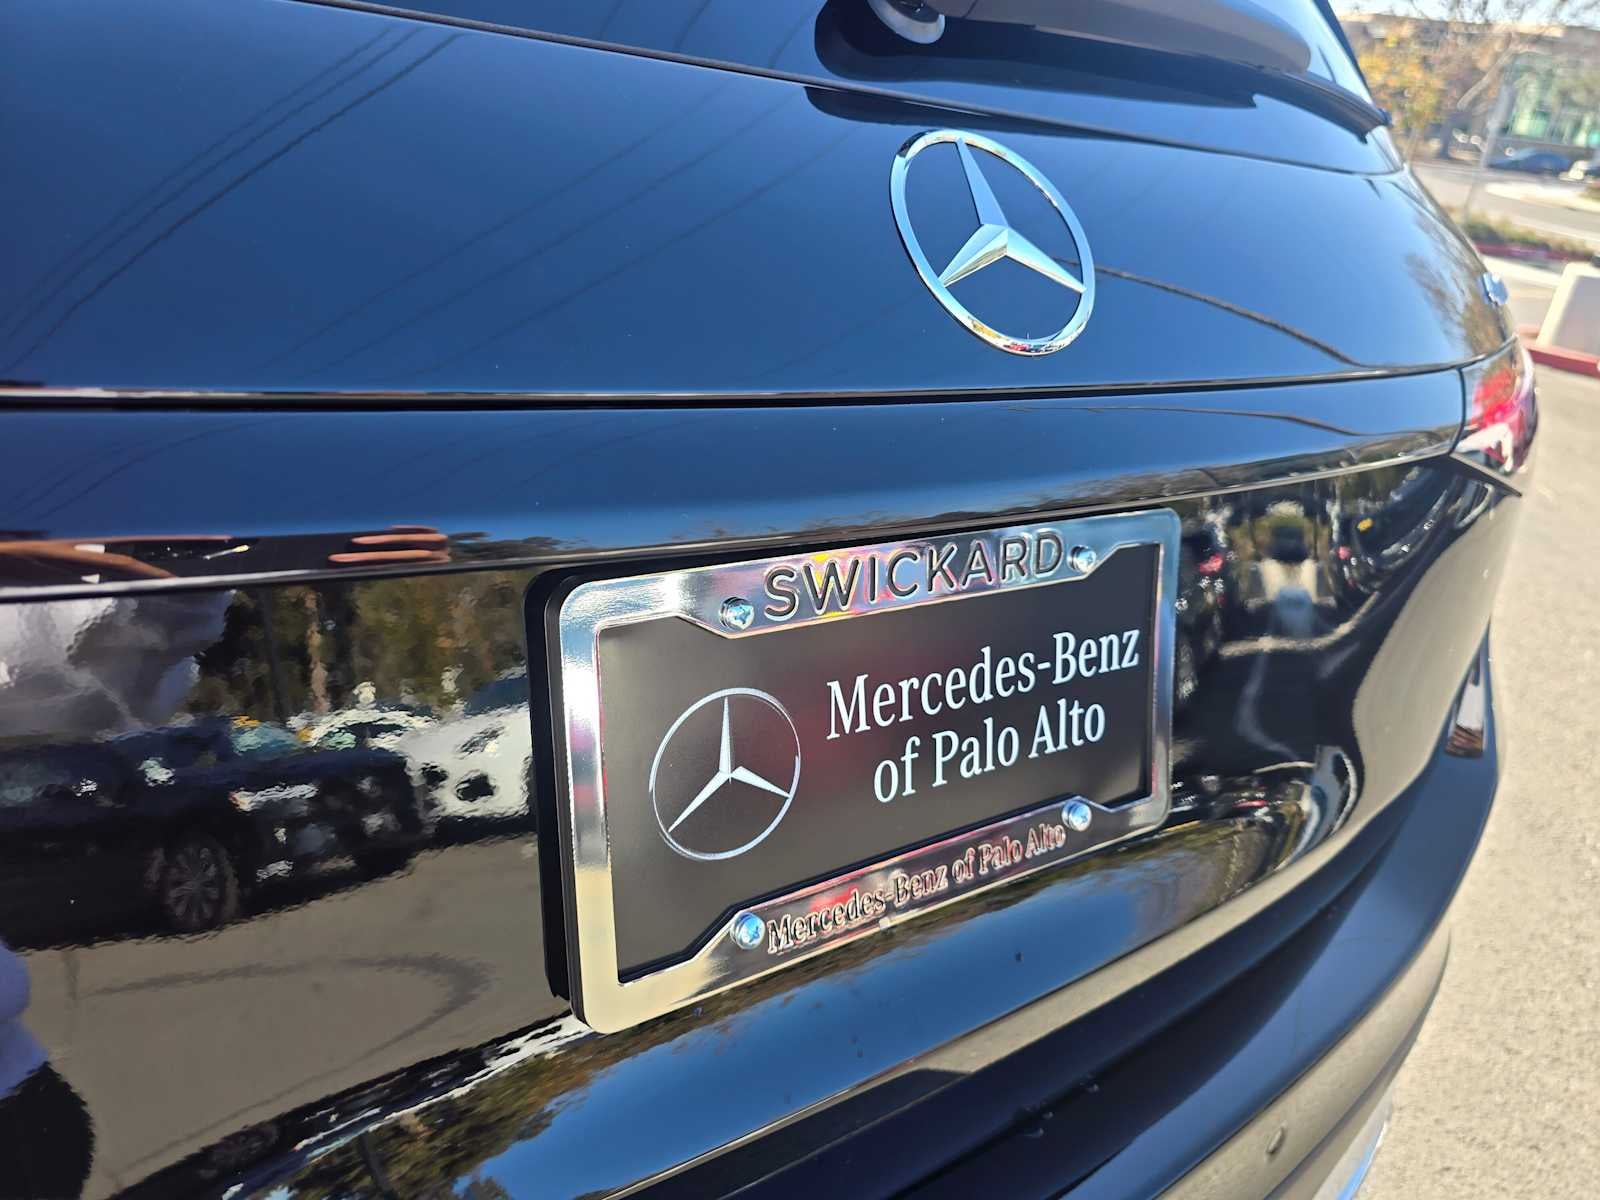 SWICKARD
Mercedes-Benz
of Palo Alto
Mercedes-Benz of Palo Alto